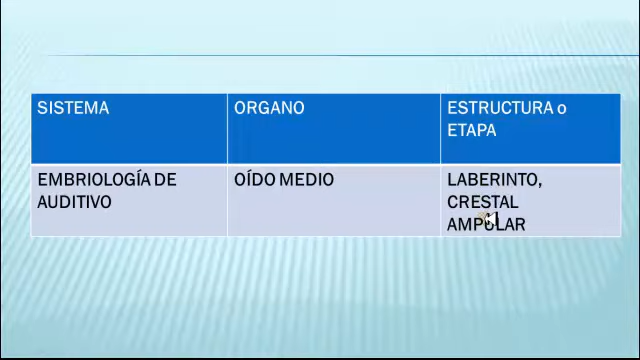 SISTEMA
ORGANO
ESTRUCTURA o
ETAPA
EMBRIOLOGÍA DE
AUDITIVO
OÍDO MEDIO
LABERINTO,
CRESTAL
AMPULAR